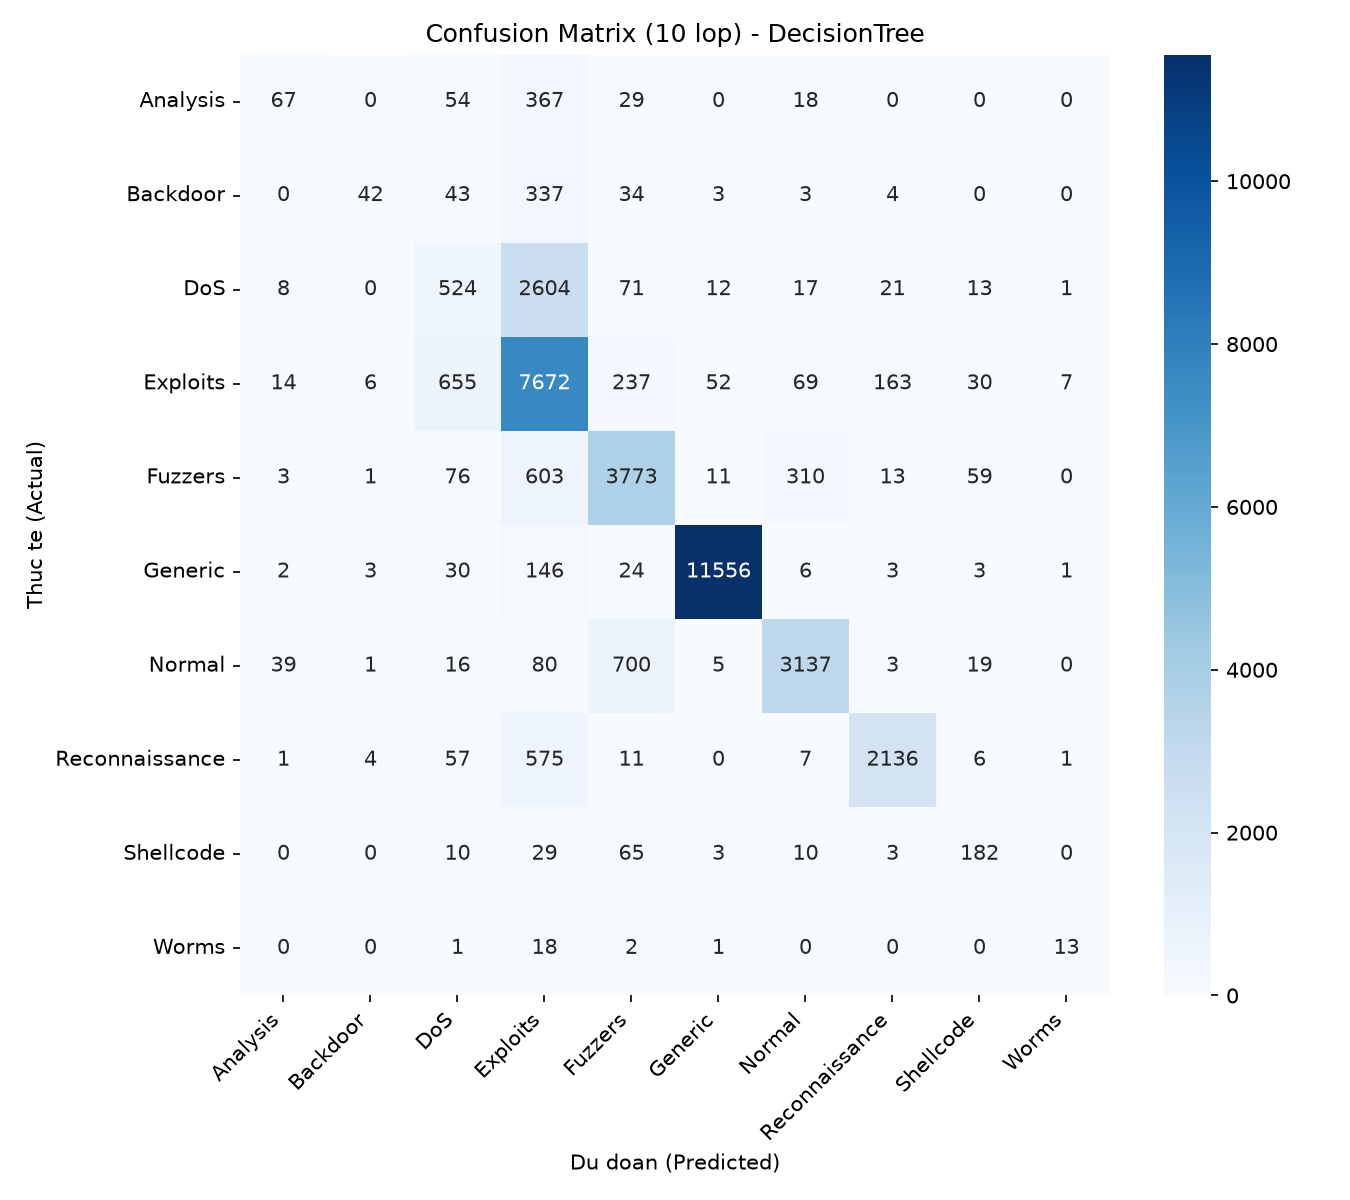 Confusion Matrix (10 lop) - DecisionTree
Thuc te (Actual)
Analysis 67 0 54 367 29 0 18 0 0 0
Backdoor 0 42 43 337 34 3 3 4 0 0
DoS 8 0 524 2604 71 12 17 21 13 1
Exploits 14 6 655 7672 237 52 69 163 30 7
Fuzzers 3 1 76 603 3773 11 310 13 59 0
Generic 2 3 30 146 24 11556 6 3 3 1
Normal 39 1 16 80 700 5 3137 3 19 0
Reconnaissance 1 4 57 575 11 0 7 2136 6 1
Shellcode 0 0 10 29 65 3 10 3 182 0
Worms 0 0 1 18 2 1 0 0 0 13
Analysis Backdoor DoS Exploits Fuzzers Generic Normal Reconnaissance Shellcode Worms
Du doan (Predicted)
10000
8000
6000
4000
2000
0